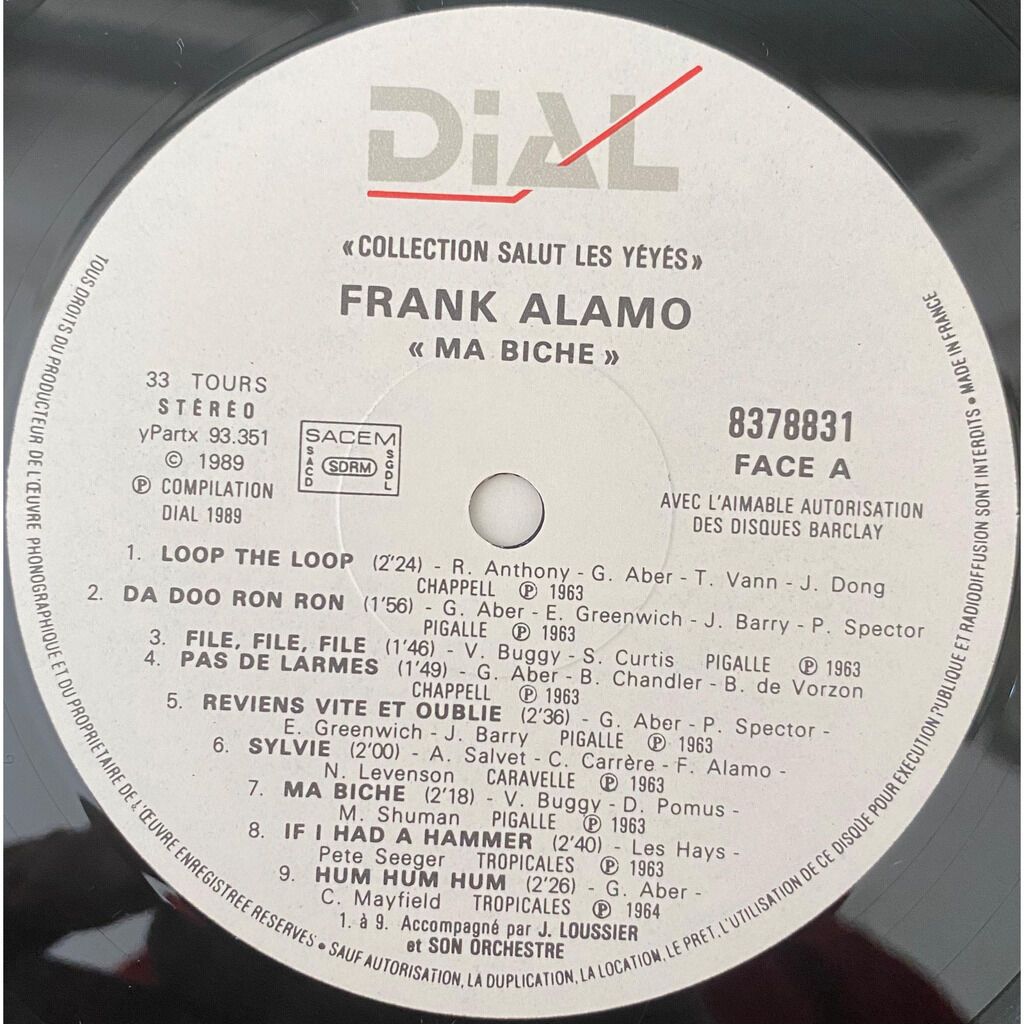 DiAL
«COLLECTION SALUT LES YÉYÉS»
FRANK ALAMO
« MA BICHE »
33 TOURS
STÉRÉO
yPartx 93.351
© 1989
Ⓟ COMPILATION
DIAL 1989
SACEM
SACD
SDRM
SGDL
8378831
FACE A
AVEC L'AIMABLE AUTORISATION
DES DISQUES BARCLAY
1. LOOP THE LOOP (2'24) - R. Anthony - G. Aber - T. Vann - J. Dong
CHAPPELL Ⓟ 1963
2. DA DOO RON RON (1'56) - G. Aber - E. Greenwich - J. Barry - P. Spector
PIGALLE Ⓟ 1963
3. FILE, FILE, FILE (1'46) - V. Buggy - S. Curtis PIGALLE Ⓟ 1963
4. PAS DE LARMES (1'49) - G. Aber - B. Chandler - B. de Vorzon
CHAPPELL Ⓟ 1963
5. REVIENS VITE ET OUBLIE (2'36) - G. Aber - P. Spector -
E. Greenwich - J. Barry PIGALLE Ⓟ 1963
6. SYLVIE (2'00) - A. Salvet - C. Carrère - F. Alamo -
N. Levenson CARAVELLE Ⓟ 1963
7. MA BICHE (2'18) - V. Buggy - D. Pomus -
M. Shuman PIGALLE Ⓟ 1963
8. IF I HAD A HAMMER (2'40) - Les Hays -
Pete Seeger TROPICALES Ⓟ 1963
9. HUM HUM HUM (2'26) - G. Aber -
C. Mayfield TROPICALES Ⓟ 1964
1. à 9. Accompagné par J. LOUSSIER
et SON ORCHESTRE
TOUS DROITS DU PRODUCTEUR DE L'ŒUVRE PHONOGRAPHIQUE ET DU PROPRIETAIRE DE L'ŒUVRE ENREGISTREE RESERVES • SAUF AUTORISATION, LA DUPLICATION, LA LOCATION, LE PRET, L'UTILISATION DE CE DISQUE POUR EXECUTION PUBLIQUE ET RADIODIFFUSION SONT INTERDITS • MADE IN FRANCE